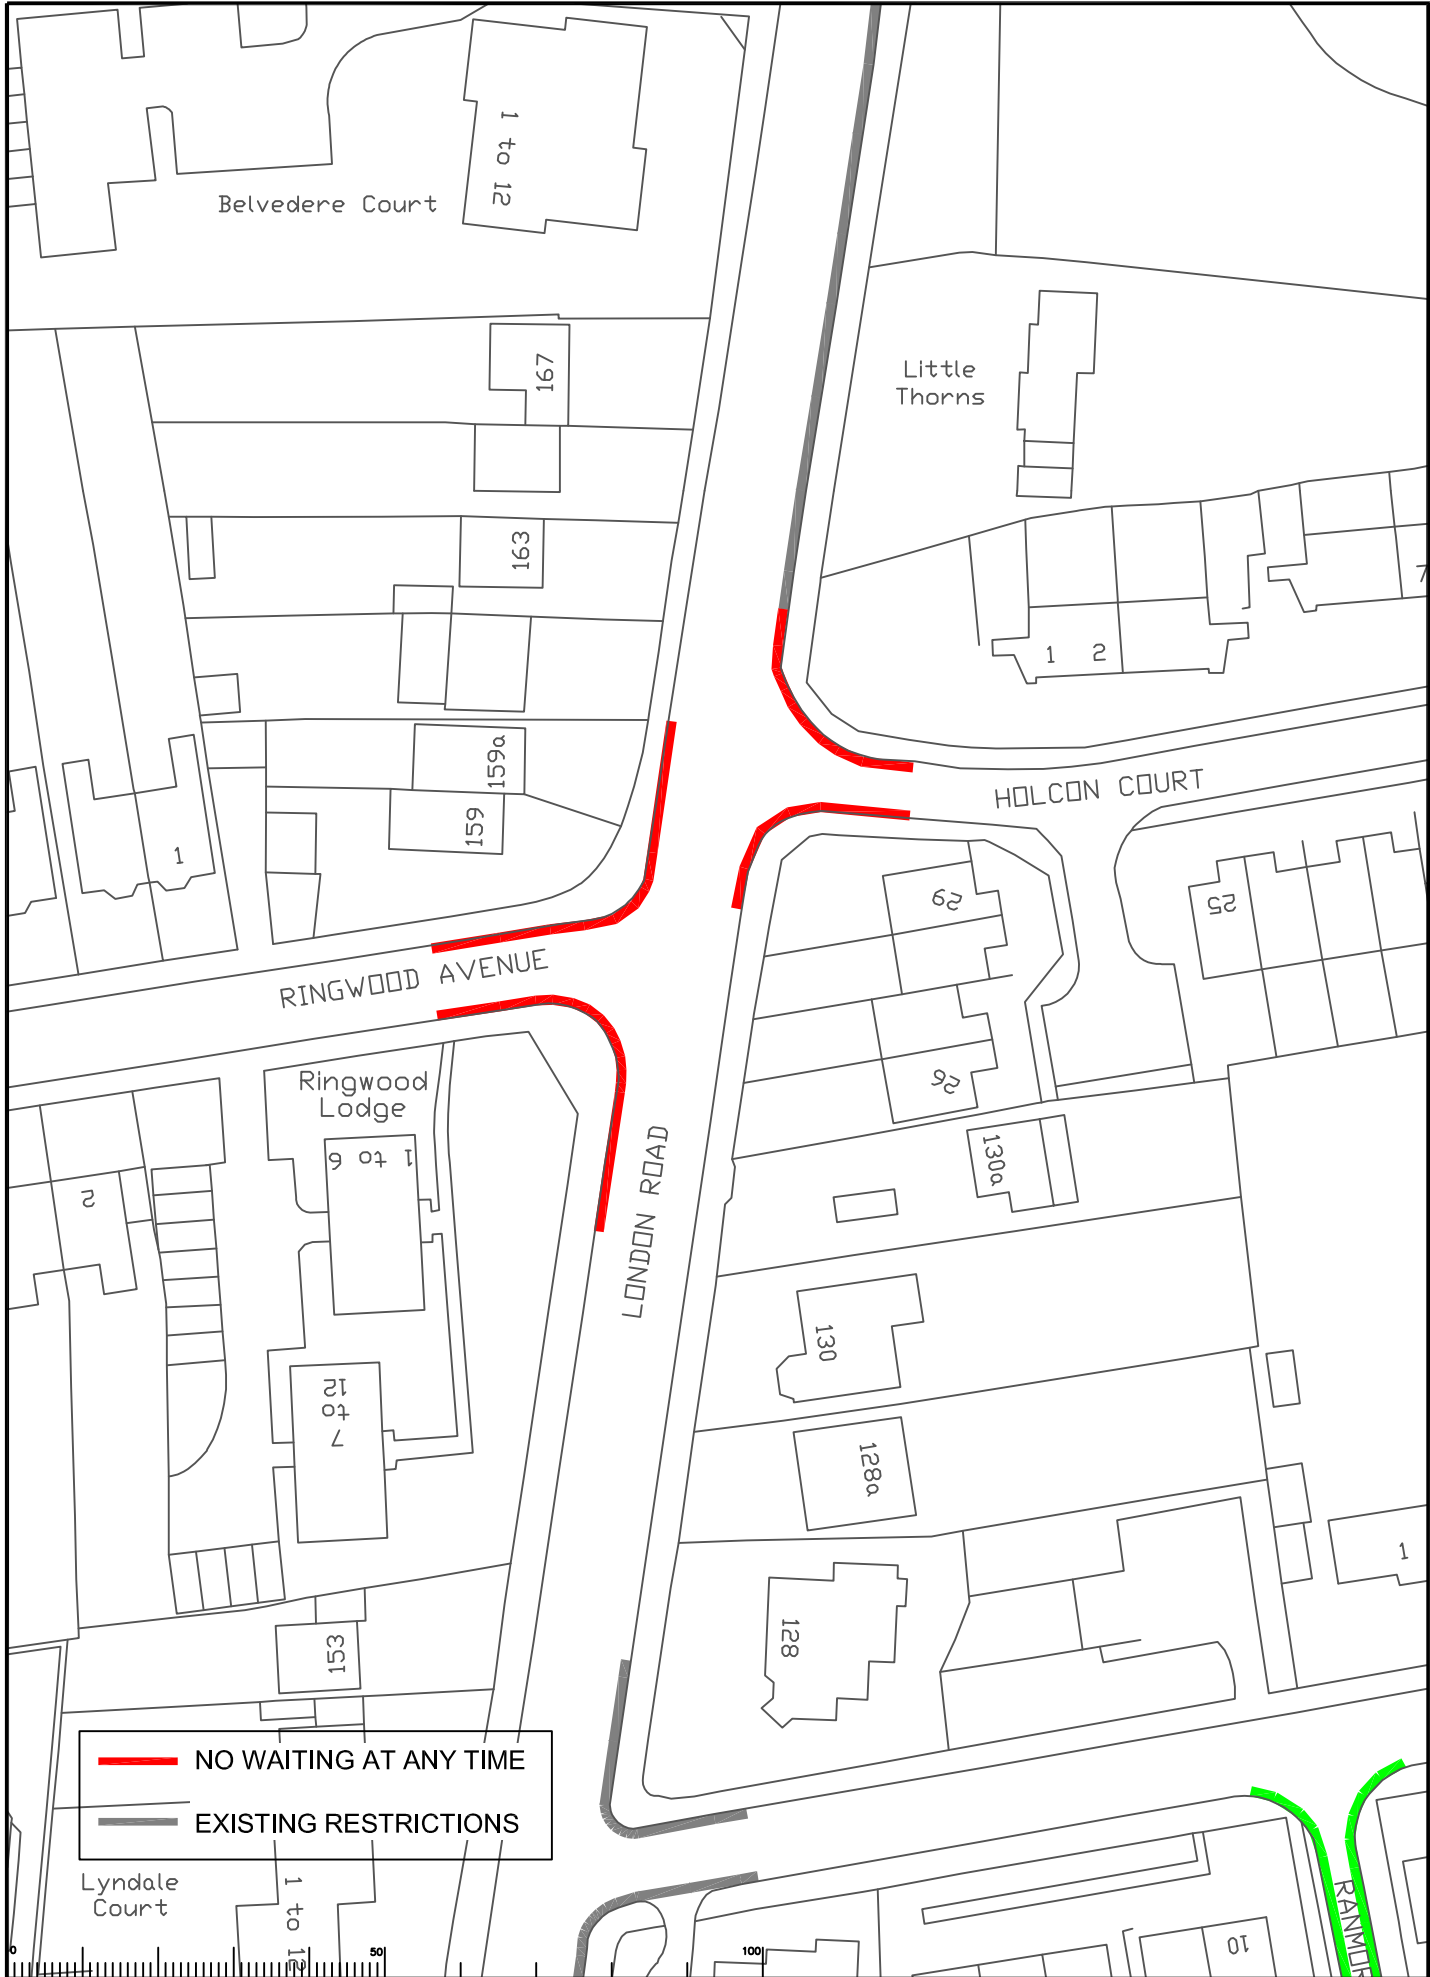 1 to 12
Belvedere Court
167
Little
Thorns
163
7
1 2
159a
159
HOLCON COURT
1
29
25
RINGWOOD AVENUE
Ringwood
Lodge
26
1 to 6
130a
2
LONDON ROAD
130
7
to
12
128a
1
128
153
NO WAITING AT ANY TIME
EXISTING RESTRICTIONS
Lyndale
Court
1 to 12
RANMOR
10
0
50
100